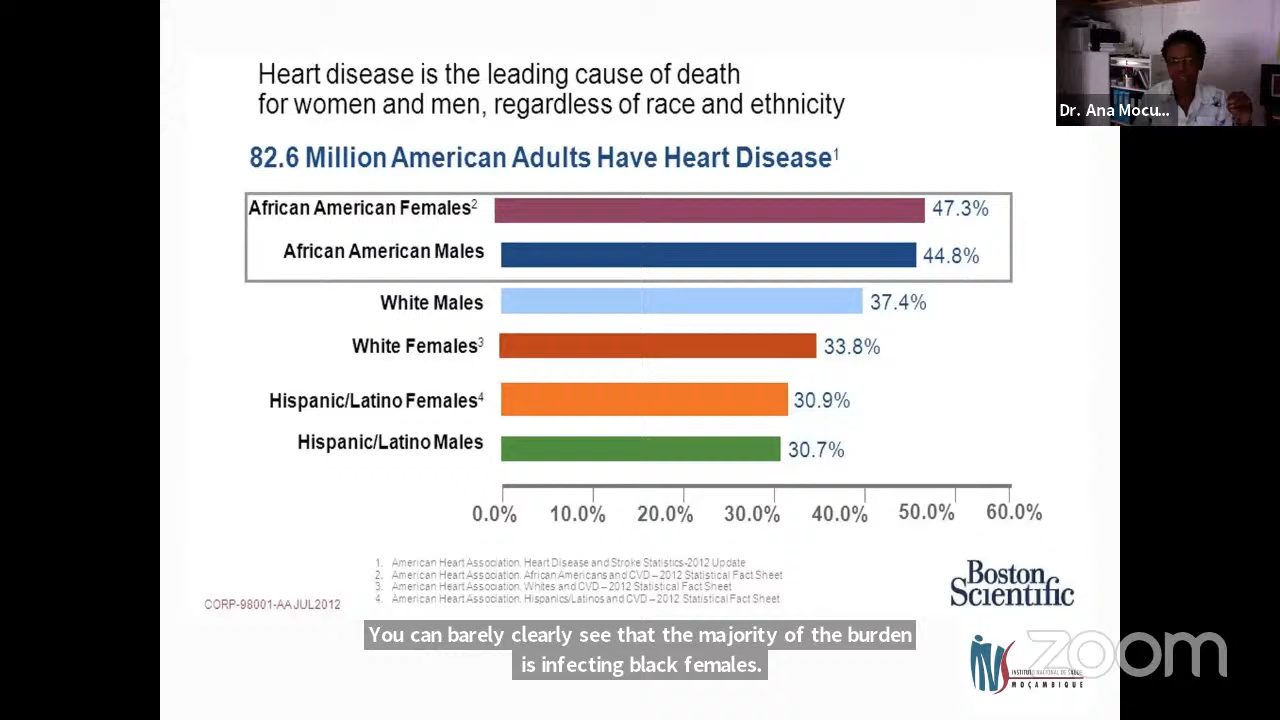 Heart disease is the leading cause of death
for women and men, regardless of race and ethnicity
Dr. Ana Mocu...
82.6 Million American Adults Have Heart Disease¹
African American Females² 47.3%
African American Males 44.8%
White Males 37.4%
White Females³ 33.8%
Hispanic/Latino Females⁴ 30.9%
Hispanic/Latino Males 30.7%
0.0% 10.0% 20.0% 30.0% 40.0% 50.0% 60.0%
1. American Heart Association. Heart Disease and Stroke Statistics-2012 Update
2. American Heart Association. African Americans and CVD – 2012 Statistical Fact Sheet
3. American Heart Association. Whites and CVD – 2012 Statistical Fact Sheet
4. American Heart Association. Hispanics/Latinos and CVD – 2012 Statistical Fact Sheet
CORP-98001-AA JUL2012
Boston
Scientific
You can barely clearly see that the majority of the burden
is infecting black females.
INS
INSTITUTO NACIONAL DE SAÚDE
MOÇAMBIQUE
zoom